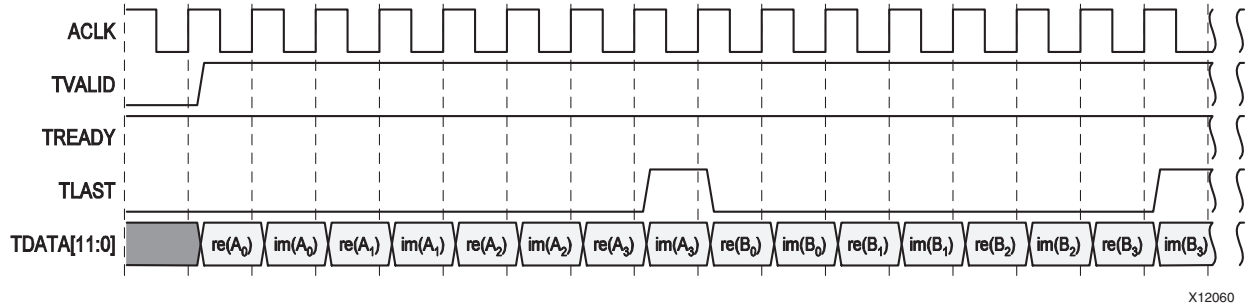 ACLK
TVALID
TREADY
TLAST
TDATA[11:0] re(A₀) im(A₀) re(A₁) im(A₁) re(A₂) im(A₂) re(A₃) im(A₃) re(B₀) im(B₀) re(B₁) im(B₁) re(B₂) im(B₂) re(B₃) im(B₃)
X12060